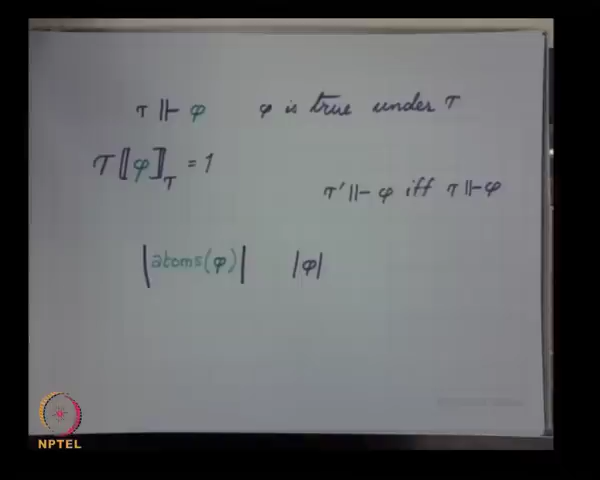 τ ⊩ φ φ is true under τ
T⟦φ⟧τ = 1
τ' ⊩ φ iff τ ⊩ φ
|atoms(φ)| |φ|
NPTEL